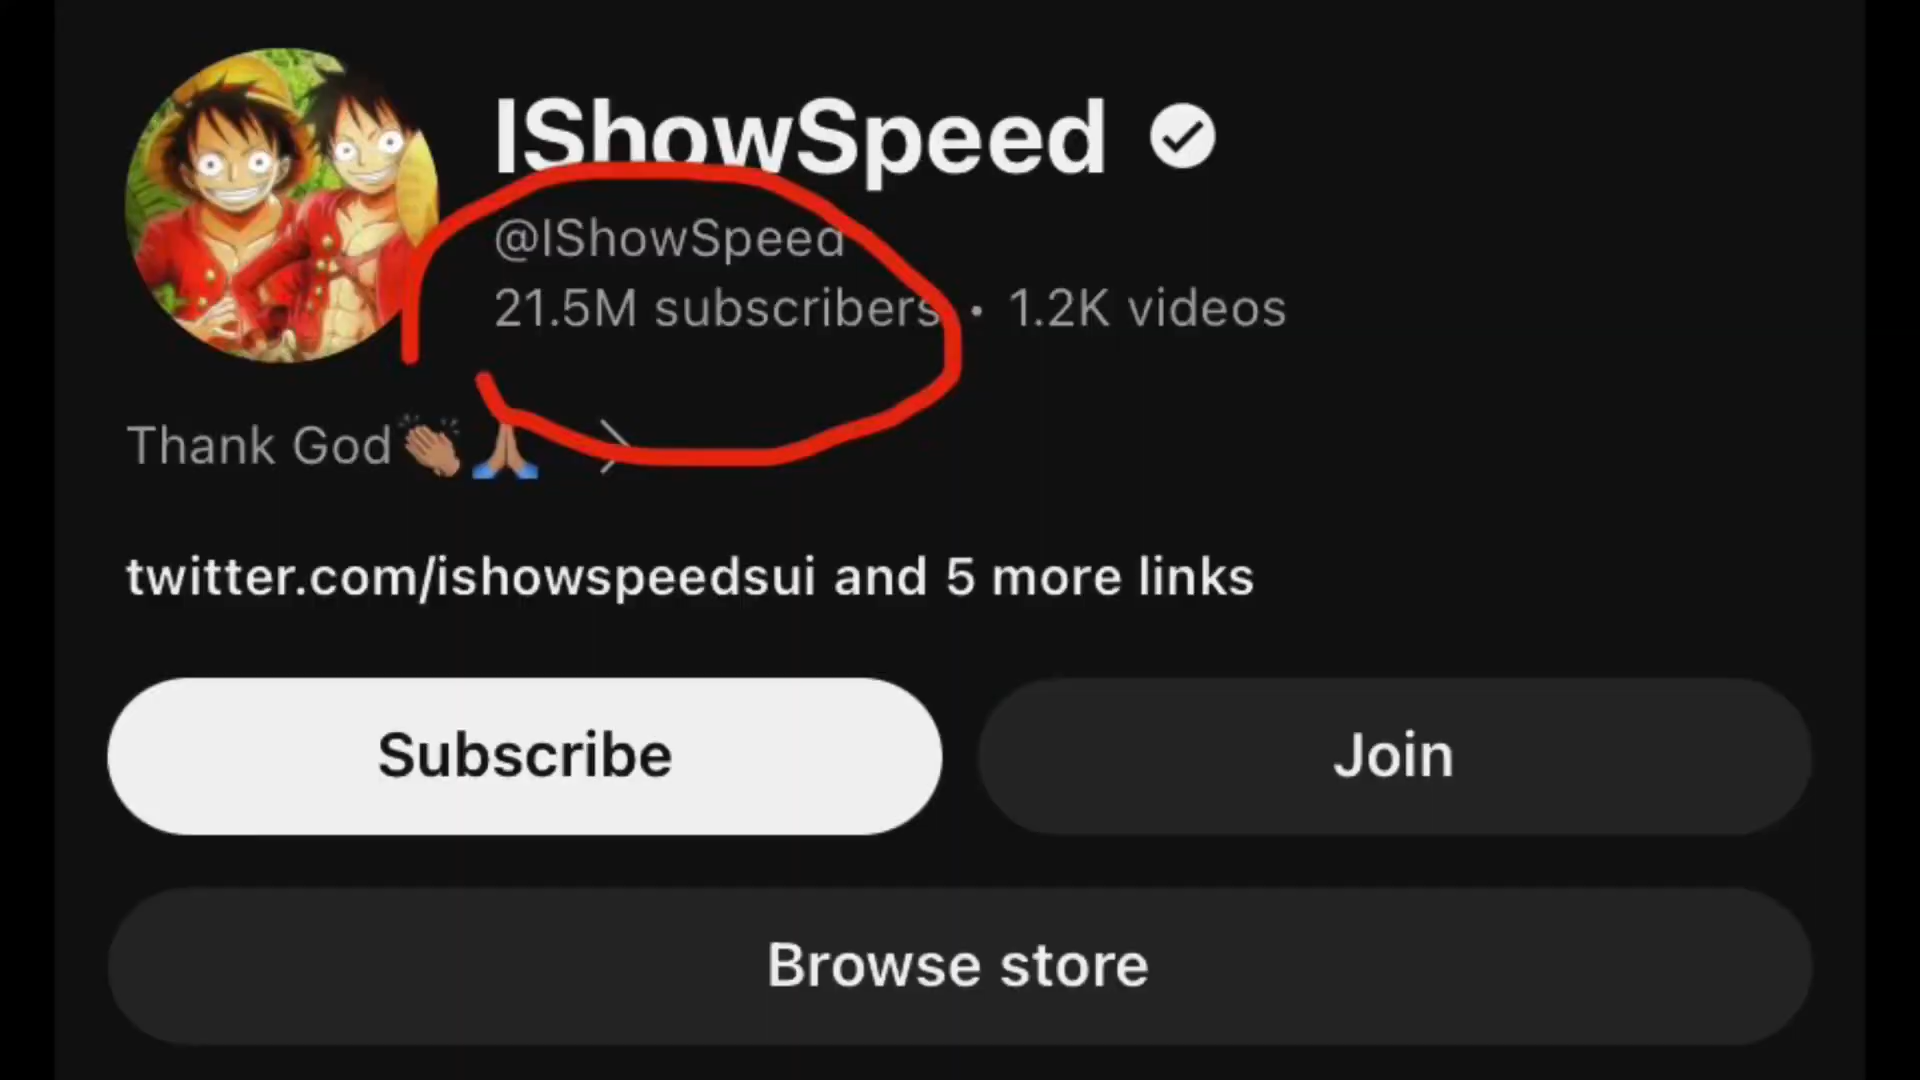 IShowSpeed
@IShowSpeed
21.5M subscribers • 1.2K videos
Thank God👏🏽🙏🏽
twitter.com/ishowspeedsui and 5 more links
Subscribe
Join
Browse store